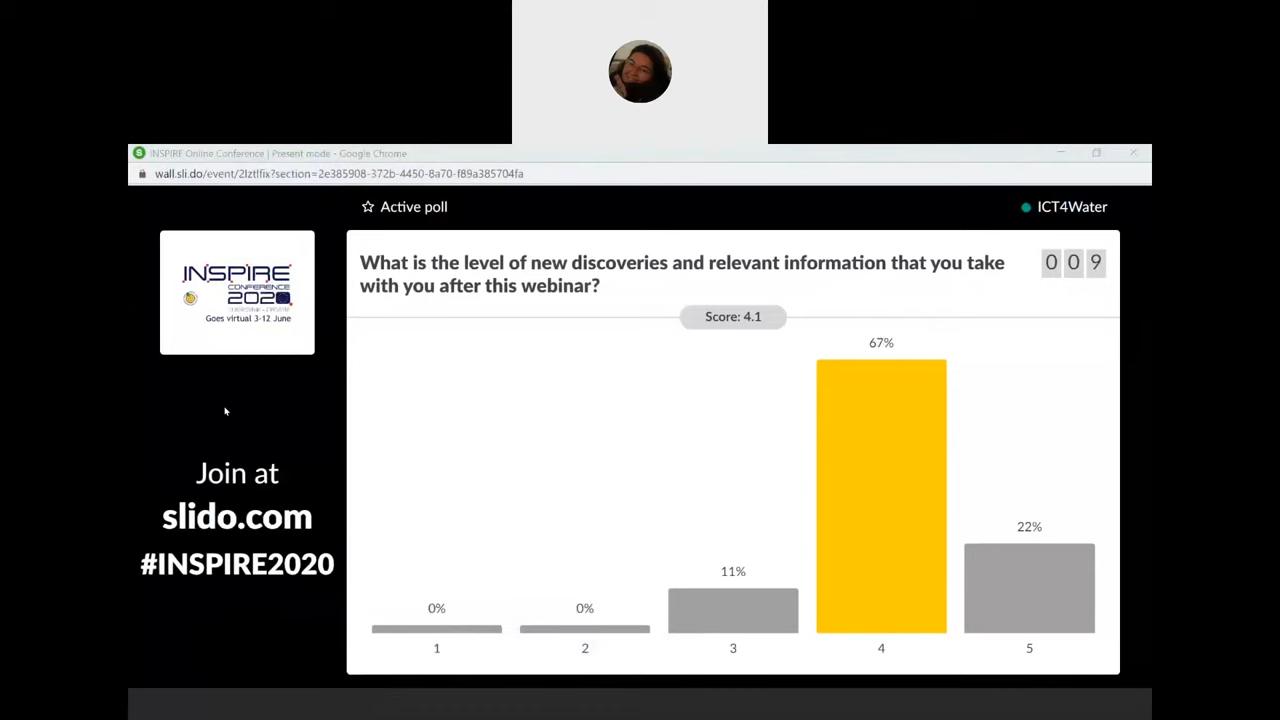 INSPIRE Online Conference | Present mode - Google Chrome
wall.sli.do/event/2lztlfix?section=2e385908-372b-4450-8a70-f89a385704fa
Active poll
ICT4Water
INSPIRE
CONFERENCE
2020
Goes virtual 3-12 June
What is the level of new discoveries and relevant information that you take
with you after this webinar?
009
Score: 4.1
Join at
slido.com
#INSPIRE2020
0% 0% 11% 67% 22%
1 2 3 4 5